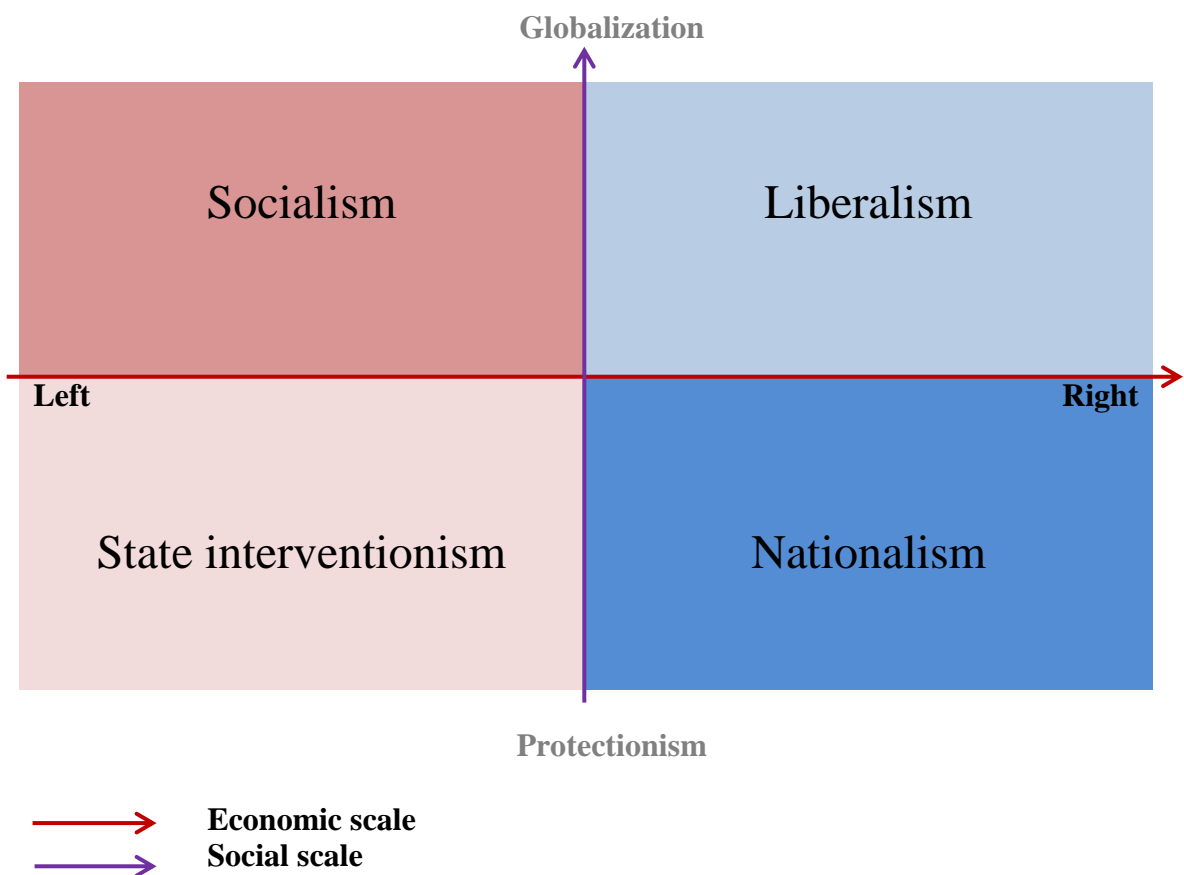 Globalization
Socialism
Liberalism
Left
Right
State interventionism
Nationalism
Protectionism
Economic scale
Social scale